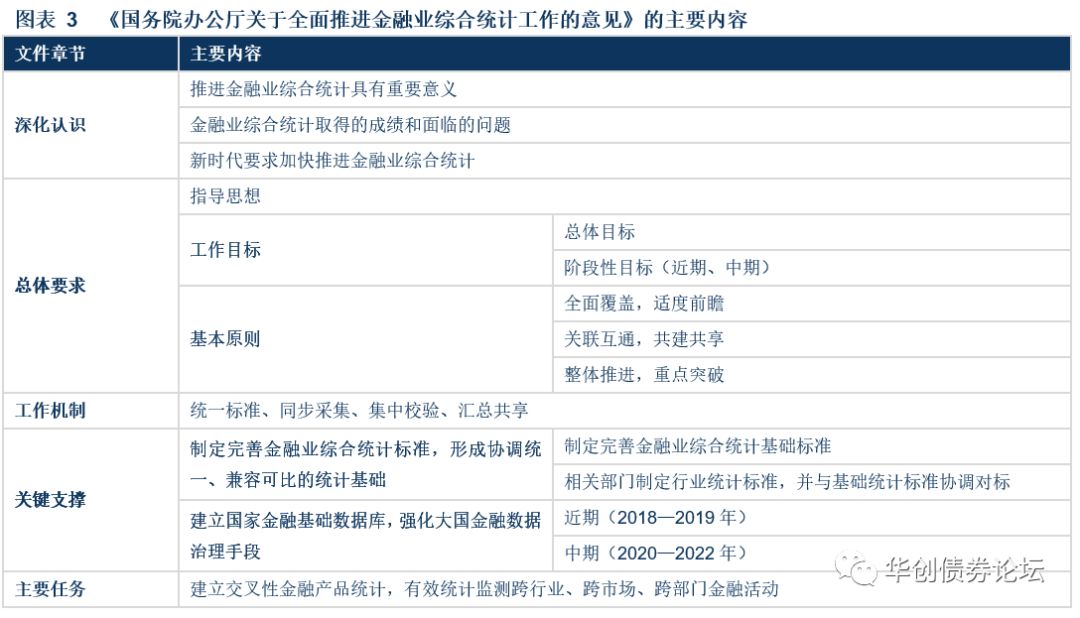 图表 3 《国务院办公厅关于全面推进金融业综合统计工作的意见》的主要内容
文件章节 主要内容
深化认识
推进金融业综合统计具有重要意义
金融业综合统计取得的成绩和面临的问题
新时代要求加快推进金融业综合统计
总体要求
指导思想
工作目标
总体目标
阶段性目标（近期、中期）
基本原则
全面覆盖，适度前瞻
关联互通，共建共享
整体推进，重点突破
工作机制 统一标准、同步采集、集中校验、汇总共享
关键支撑
制定完善金融业综合统计标准，形成协调统
一、兼容可比的统计基础
制定完善金融业综合统计基础标准
相关部门制定行业统计标准，并与基础统计标准协调对标
建立国家金融基础数据库，强化大国金融数据
治理手段
近期（2018—2019 年）
中期（2020—2022 年）
主要任务 建立交叉性金融产品统计，有效统计监测跨行业、跨市场、跨部门金融活动
华创债券论坛